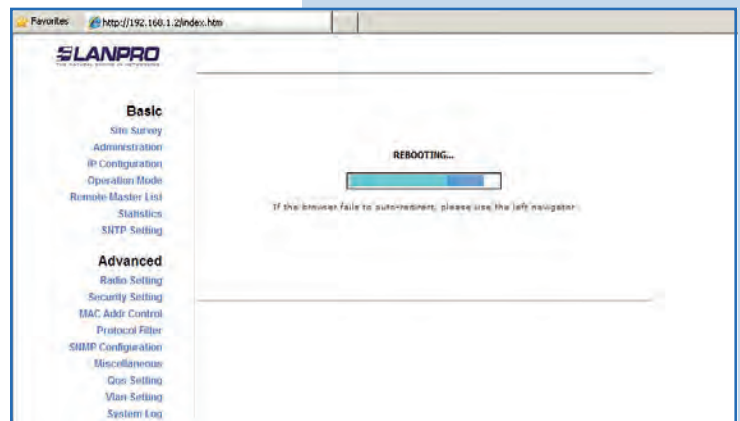 Favorites http://192.168.1.2/index.htm
LANPRO
Basic
Site Survey
Administration
IP Configuration
Operation Mode
Remote Master List
Statistics
SNTP Setting
REBOOTING...
If the browser fails to auto-redirect, please use the left navigator
Advanced
Radio Setting
Security Setting
MAC Addr Control
Protocol Filter
SNMP Configuration
Miscellaneous
Qos Setting
Vlan Setting
System Log